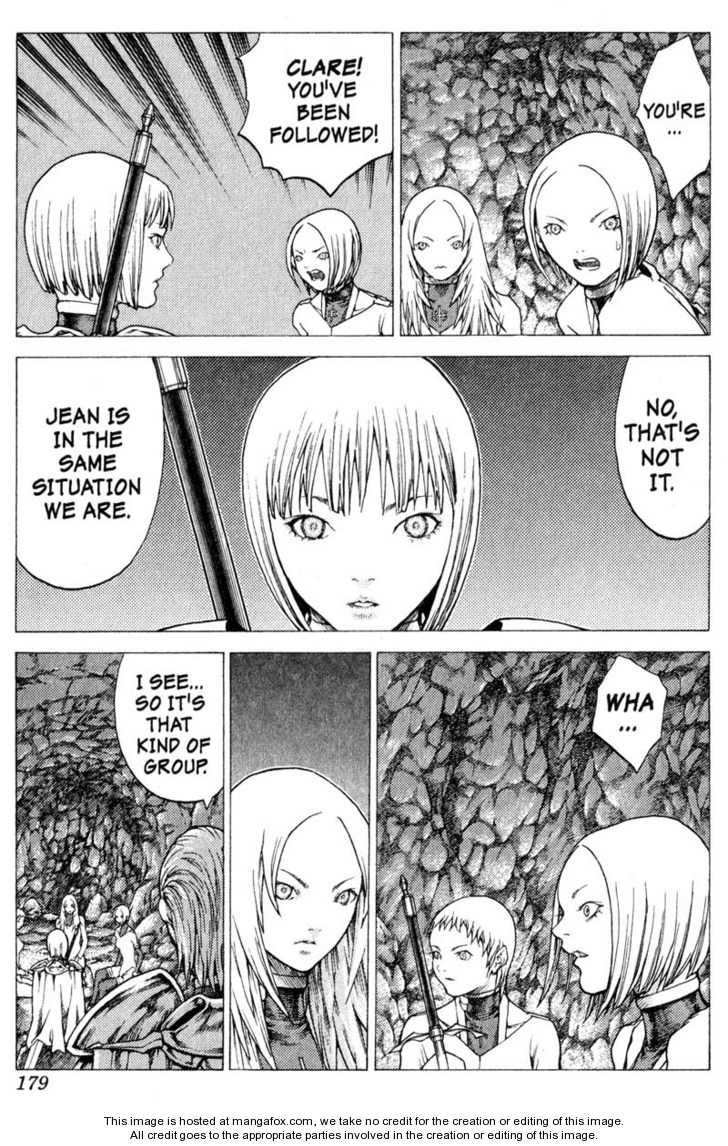 YOU'RE
...
CLARE!
YOU'VE
BEEN
FOLLOWED!
NO,
THAT'S
NOT
IT.
JEAN IS
IN THE
SAME
SITUATION
WE ARE.
WHA
...
I SEE...
SO IT'S
THAT
KIND OF
GROUP.
179
This image is hosted at mangafox.com, we take no credit for the creation or editing of this image.
All credit goes to the appropriate parties involved in the creation or editing of this image.